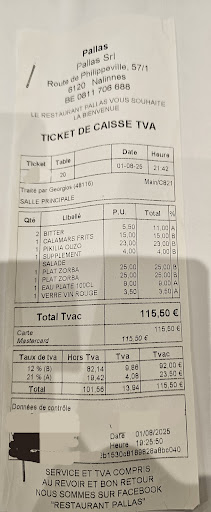 Pallas
Pallas Srl
Route de Philippeville, 57/1
6120 Nalinnes
BE 0811 706 688
LE RESTAURANT PALLAS VOUS SOUHAITE
LA BIENVENUE
TICKET DE CAISSE TVA
Ticket Table Date Heure
20 01-08-25 21:42
Traité par Georgios (48116) Main/C821
SALLE PRINCIPALE
Qté Libellé P.U. Total %
2 BITTER 5,50 11,00 A
1 CALAMARS FRITS 15,00 15,00 B
1 PIKILIA OUZO 23,00 23,00 B
1 SUPPLEMENT 4,00 4,00 B
SALADE
1 PLAT ZORBA 25,00 25,00 B
1 PLAT ZORBA 25,00 25,00 B
1 EAU PLATE 100CL 9,00 9,00 A
1 VERRE VIN ROUGE 3,50 3,50 A
Total Tvac 115,50 €
Carte 115,50 €
Mastercard 115,50 €
Taux de tva Hors Tva Tva Tvac
12 % (B) 82,14 9,86 92,00 €
21 % (A) 19,42 4,08 23,50 €
Total 101,56 13,94 115,50 €
Données de contrôle
Date 01/08/2025
Heure 19:25:50
SERVICE ET TVA COMPRIS
AU REVOIR ET BON RETOUR
NOUS SOMMES SUR FACEBOOK
"RESTAURANT PALLAS"